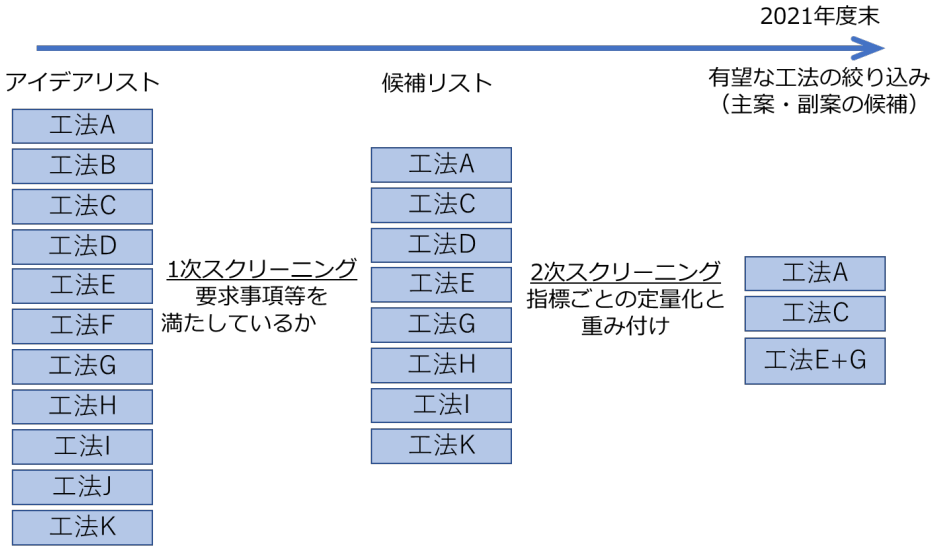 2021年度末
アイデアリスト
工法A
工法B
工法C
工法D
工法E
工法F
工法G
工法H
工法I
工法J
工法K
1次スクリーニング
要求事項等を
満たしているか
候補リスト
工法A
工法C
工法D
工法E
工法G
工法H
工法I
工法K
2次スクリーニング
指標ごとの定量化と
重み付け
有望な工法の絞り込み
（主案・副案の候補）
工法A
工法C
工法E+G